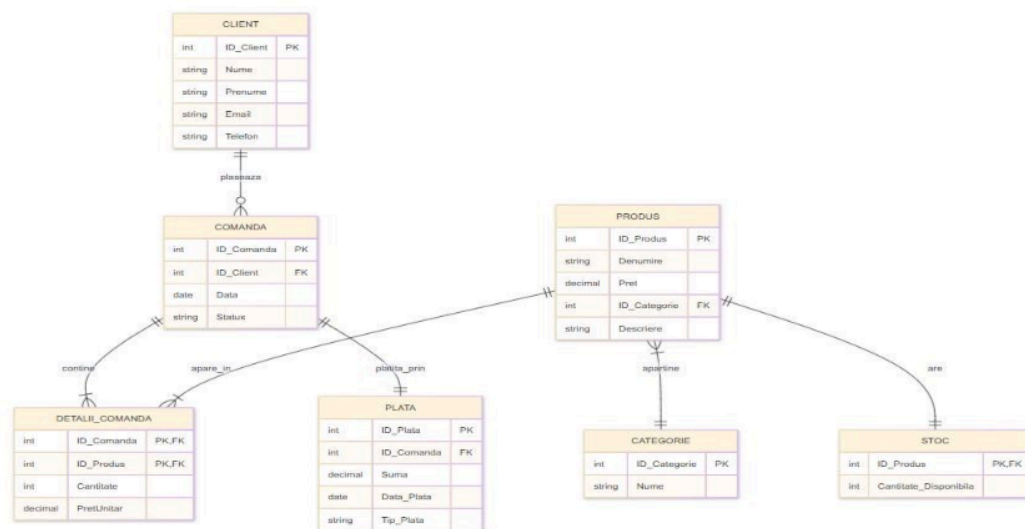 CLIENT
int ID_Client PK
string Nume
string Prenume
string Email
string Telefon
plaseaza
COMANDA
int ID_Comanda PK
int ID_Client FK
date Data
string Status
PRODUS
int ID_Produs PK
string Denumire
decimal Pret
int ID_Categorie FK
string Descriere
contine
apare_in
platita_prin
apartine
are
DETALII_COMANDA
int ID_Comanda PK,FK
int ID_Produs PK,FK
int Cantitate
decimal PretUnitar
PLATA
int ID_Plata PK
int ID_Comanda FK
decimal Suma
date Data_Plata
string Tip_Plata
CATEGORIE
int ID_Categorie PK
string Nume
STOC
int ID_Produs PK,FK
int Cantitate_Disponibila